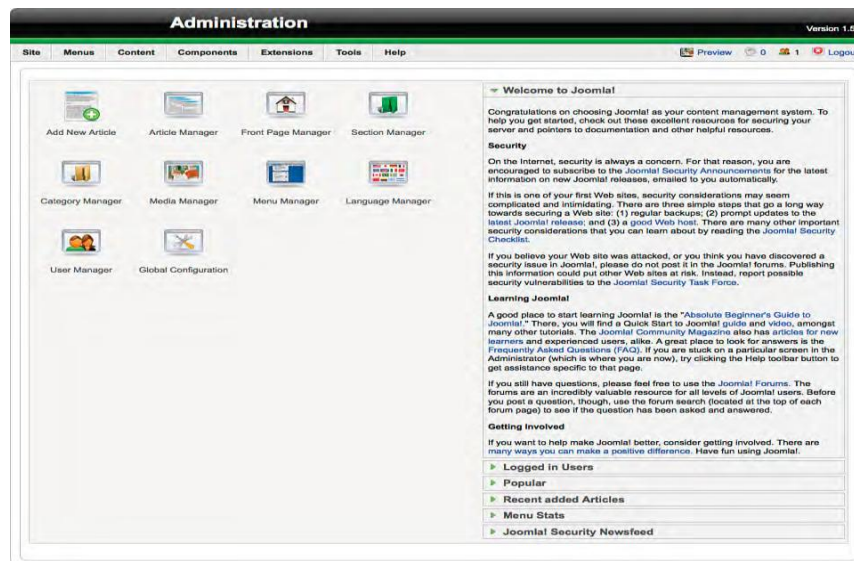 Administration
Version 1.5
Site Menus Content Components Extensions Tools Help
Preview 0 1 Logou
Add New Article Article Manager Front Page Manager Section Manager
Category Manager Media Manager Menu Manager Language Manager
User Manager Global Configuration
Welcome to Joomla!
Congratulations on choosing Joomla! as your content management system. To
help you get started, check out these excellent resources for securing your
server and pointers to documentation and other helpful resources.
Security
On the Internet, security is always a concern. For that reason, you are
encouraged to subscribe to the Joomla! Security Announcements for the latest
information on new Joomla! releases, emailed to you automatically.
If this is one of your first Web sites, security considerations may seem
complicated and intimidating. There are three simple steps that go a long way
towards securing a Web site: (1) regular backups; (2) prompt updates to the
latest Joomla! release; and (3) a good Web host. There are many other important
security considerations that you can learn about by reading the Joomla! Security
Checklist.
If you believe your Web site was attacked, or you think you have discovered a
security issue in Joomla!, please do not post it in the Joomla! forums. Publishing
this information could put other Web sites at risk. Instead, report possible
security vulnerabilities to the Joomla! Security Task Force.
Learning Joomla!
A good place to start learning Joomla! is the "Absolute Beginner's Guide to
Joomla!." There, you will find a Quick Start to Joomla! guide and video, amongst
many other tutorials. The Joomla! Community Magazine also has articles for new
learners and experienced users, alike. A great place to look for answers is the
Frequently Asked Questions (FAQ). If you are stuck on a particular screen in the
Administrator (which is where you are now), try clicking the Help toolbar button to
get assistance specific to that page.
If you still have questions, please feel free to use the Joomla! Forums. The
forums are an incredibly valuable resource for all levels of Joomla! users. Before
you post a question, though, use the forum search (located at the top of each
forum page) to see if the question has been asked and answered.
Getting Involved
If you want to help make Joomla! better, consider getting involved. There are
many ways you can make a positive difference. Have fun using Joomla!.
Logged in Users
Popular
Recent added Articles
Menu Stats
Joomla! Security Newsfeed